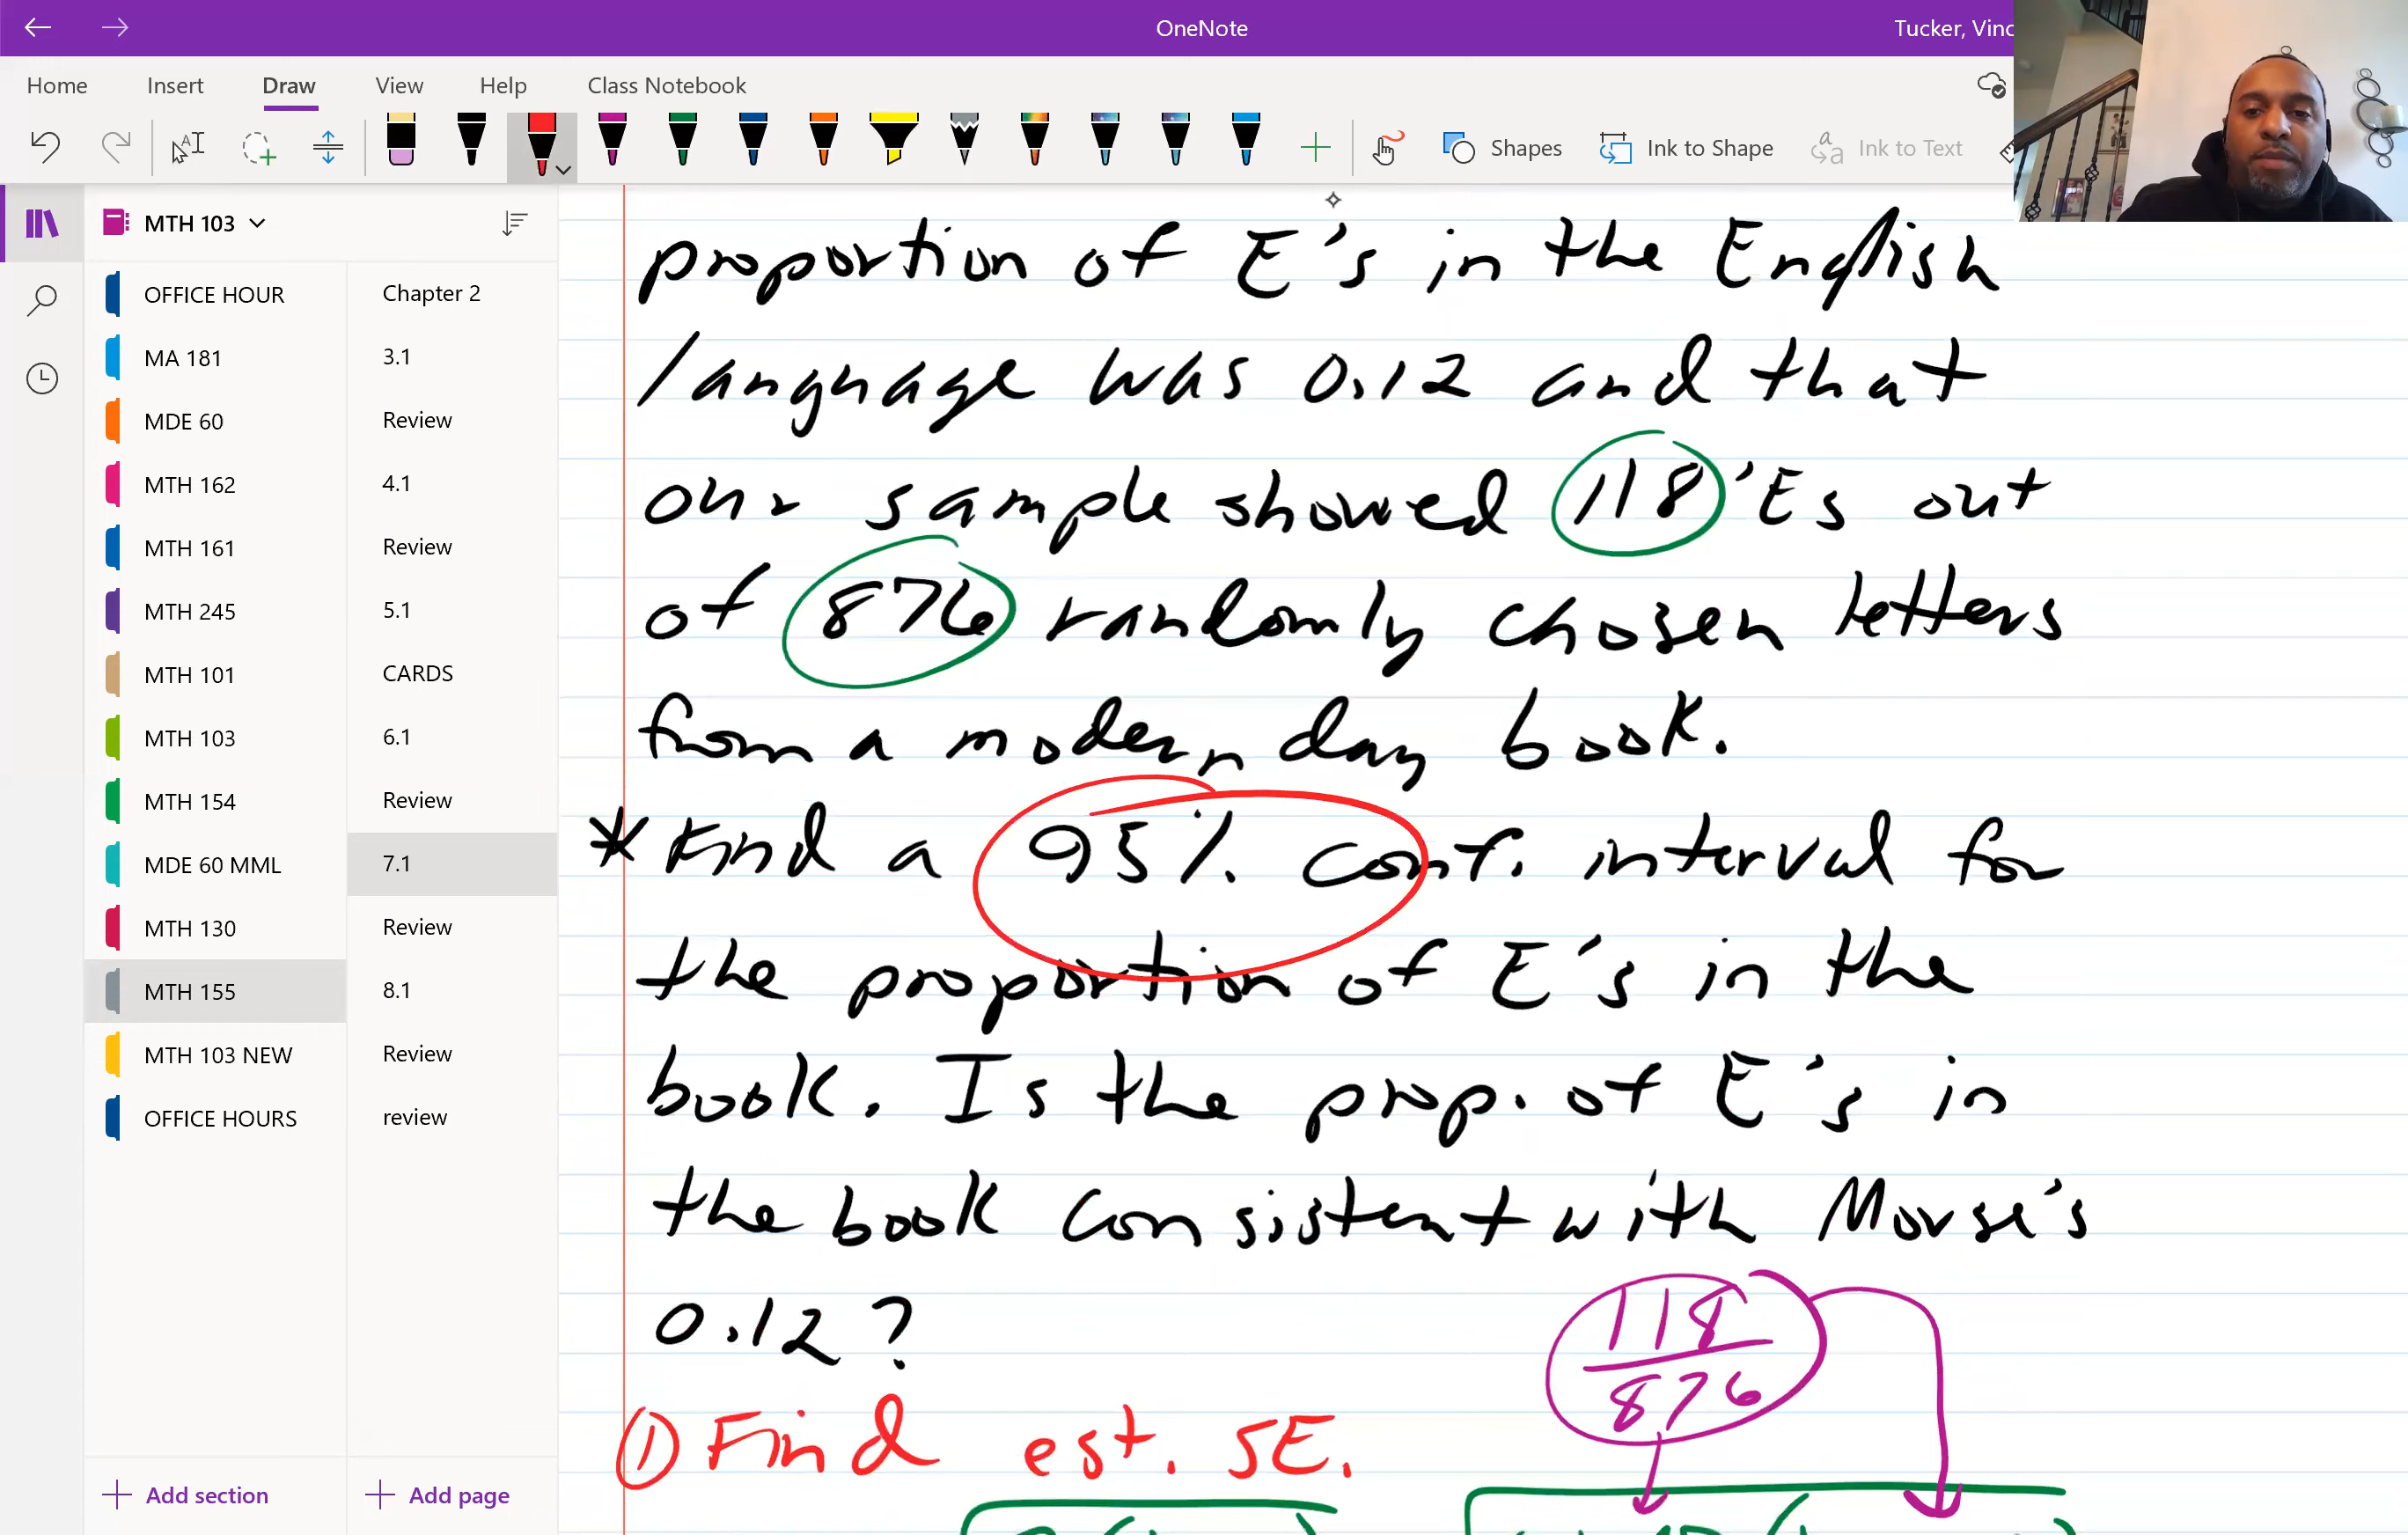 OneNote
Tucker, Vinc
Home Insert Draw View Help Class Notebook
Shapes Ink to Shape Ink to Text
MTH 103
OFFICE HOUR
MA 181
MDE 60
MTH 162
MTH 161
MTH 245
MTH 101
MTH 103
MTH 154
MDE 60 MML
MTH 130
MTH 155
MTH 103 NEW
OFFICE HOURS
Add section
Chapter 2
3.1
Review
4.1
Review
5.1
CARDS
6.1
Review
7.1
Review
8.1
Review
review
Add page
proportion of E's in the English
language was 0.12 and that
our sample showed 118 'Es out
of 876 randomly chosen letters
from a modern day book.
* Find a 95% conf. interval for
the proportion of E's in the
book. Is the prop. of E's in
the book consistent with Morse's
0.12?
118
876
① Find est. SE.